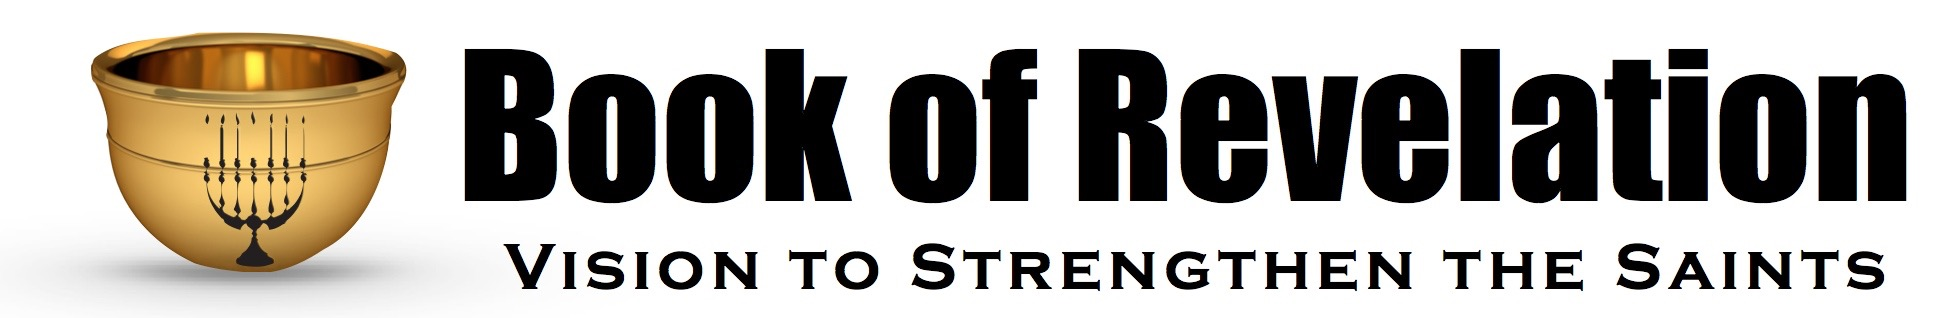 Book of Revelation
Vision to Strengthen the Saints